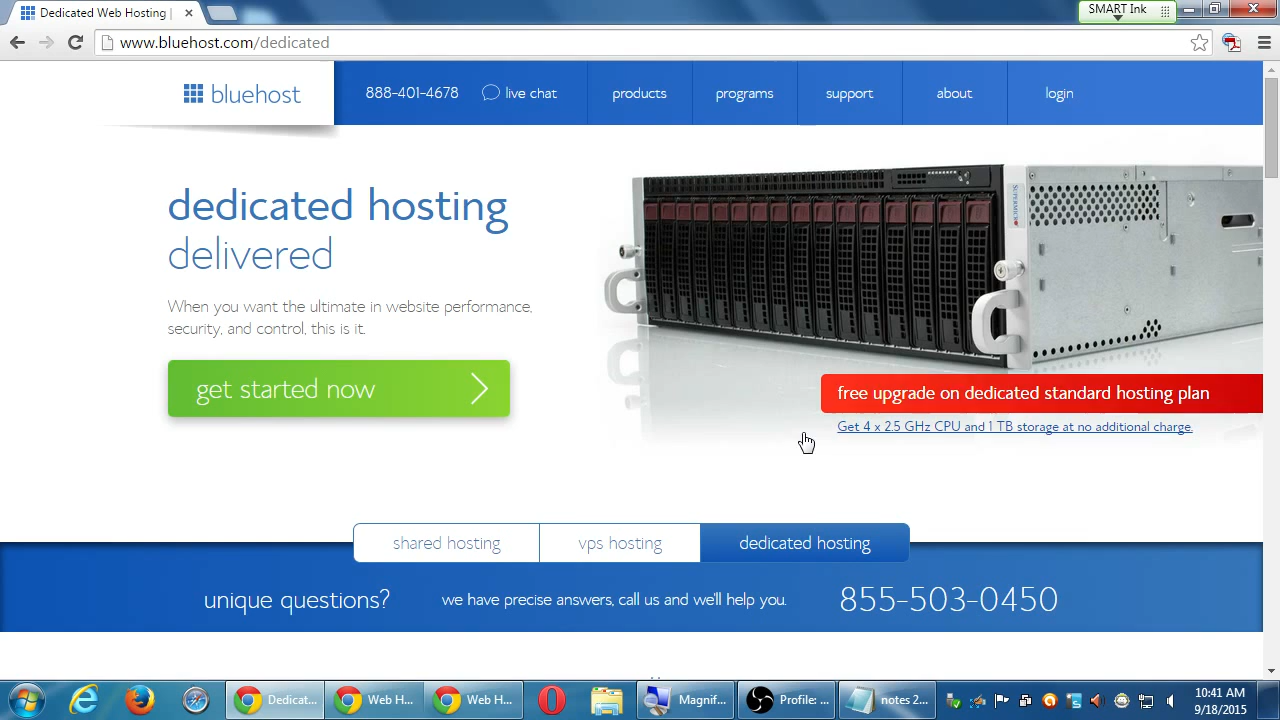 Dedicated Web Hosting |
SMART Ink
www.bluehost.com/dedicated
bluehost
888-401-4678
live chat
products
programs
support
about
login
dedicated hosting
delivered
When you want the ultimate in website performance,
security, and control, this is it.
get started now
SUPERMICRO
free upgrade on dedicated standard hosting plan
Get 4 x 2.5 GHz CPU and 1 TB storage at no additional charge.
shared hosting
vps hosting
dedicated hosting
unique questions?
we have precise answers, call us and we'll help you.
855-503-0450
Dedicat...
Web H...
Web H...
Magnif...
Profile: ...
notes 2...
10:41 AM
9/18/2015